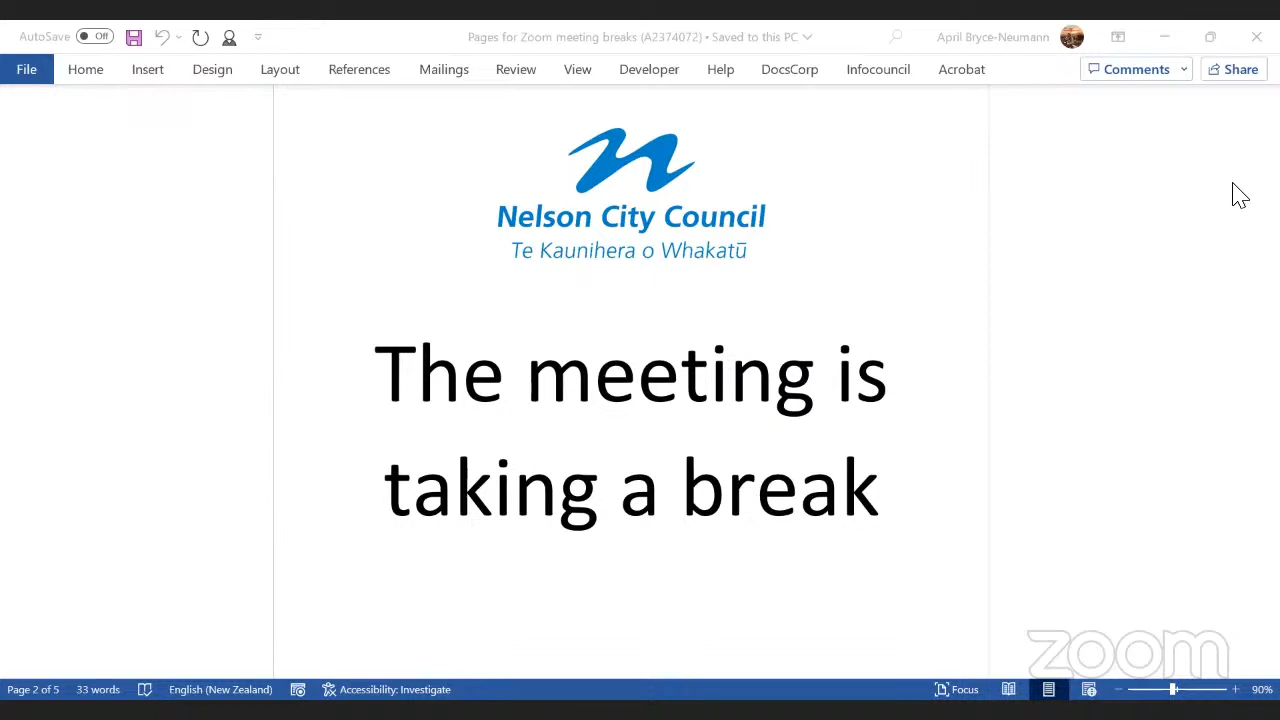 AutoSave Off Pages for Zoom meeting breaks (A2374072) • Saved to this PC April Bryce-Neumann
File Home Insert Design Layout References Mailings Review View Developer Help DocsCorp Infocouncil Acrobat Comments Share
Nelson City Council
Te Kaunihera o Whakatū
The meeting is
taking a break
zoom
Page 2 of 5 33 words English (New Zealand) Accessibility: Investigate Focus 90%